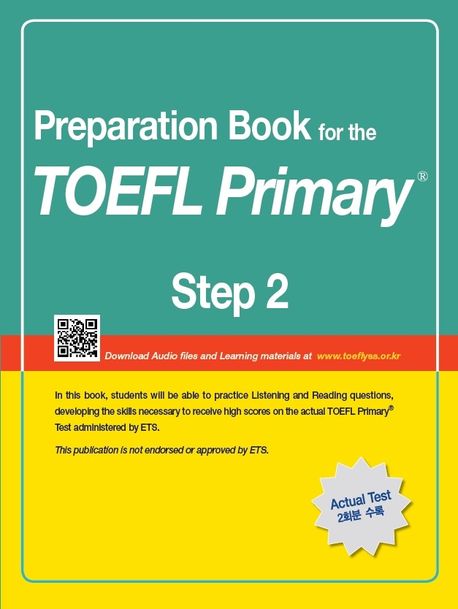 Preparation Book for the
TOEFL Primary®
Step 2
Download Audio files and Learning materials at www.toeflyss.or.kr
In this book, students will be able to practice Listening and Reading questions,
developing the skills necessary to receive high scores on the actual TOEFL Primary®
Test administered by ETS.
This publication is not endorsed or approved by ETS.
Actual Test
2회분 수록